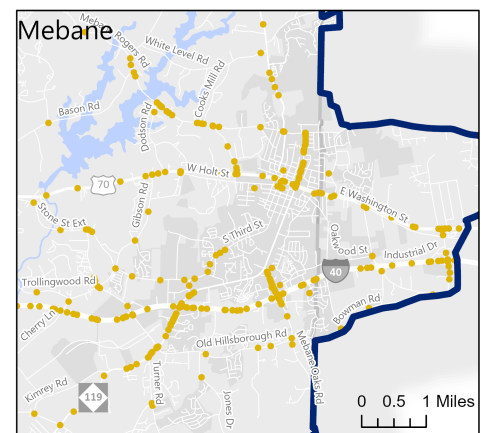 Mebane
Mebane Rogers Rd
White Level Rd
Cooks Mill Rd
Bason Rd
Dodson Rd
W Holt St
70
Gibson Rd
E Washington St
Stone St Ext
S Third St
Oakwood St
Industrial Dr
40
Trollingwood Rd
Bowman Rd
Cherry Ln
Old Hillsborough Rd
Mebane Oaks Rd
Turner Rd
Kimrey Rd
119
Jones Dr
0 0.5 1 Miles